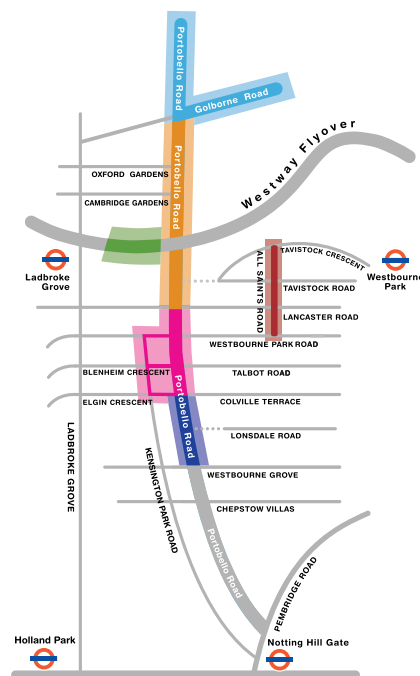 Portobello Road
Golborne Road
Portobello Road
Westway Flyover
OXFORD GARDENS
CAMBRIDGE GARDENS
TAVISTOCK CRESCENT
ALL SAINTS ROAD
Ladbroke
Grove
Westbourne
Park
TAVISTOCK ROAD
LANCASTER ROAD
WESTBOURNE PARK ROAD
BLENHEIM CRESCENT
TALBOT ROAD
Portobello Road
ELGIN CRESCENT
COLVILLE TERRACE
LADBROKE GROVE
KENSINGTON PARK ROAD
LONSDALE ROAD
WESTBOURNE GROVE
CHEPSTOW VILLAS
Portobello Road
PEMBRIDGE ROAD
Holland Park
Notting Hill Gate